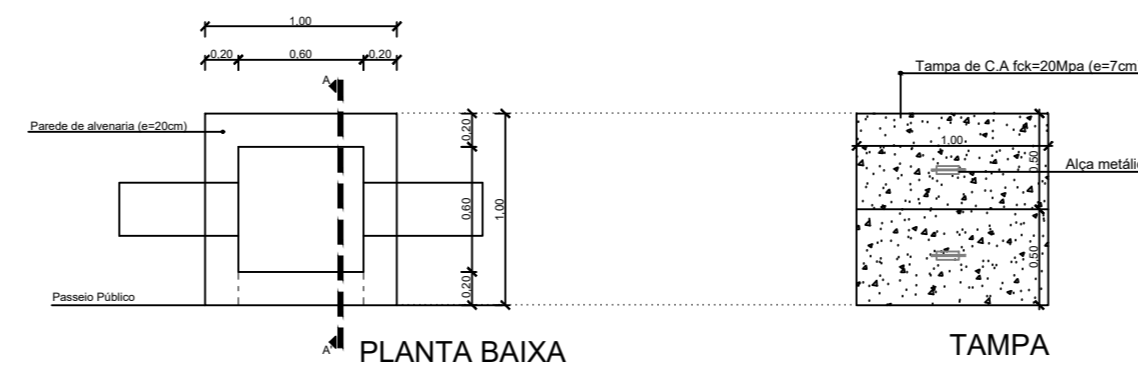 1,00
0,20 0,60 0,20
A
Parede de alvenaria (e=20cm)
0,20
0,60
1,00
0,20
Passeio Público
A'
PLANTA BAIXA
Tampa de C.A fck=20Mpa (e=7cm
1,00
0,50
Alça metáli
0,50
TAMPA